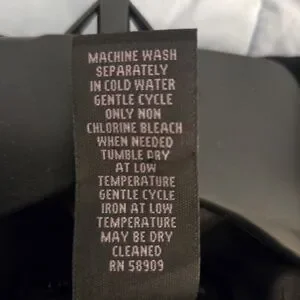 MACHINE WASH
SEPARATELY
IN COLD WATER
GENTLE CYCLE
ONLY NON
CHLORINE BLEACH
WHEN NEEDED
TUMBLE DRY
AT LOW
TEMPERATURE
GENTLE CYCLE
IRON AT LOW
TEMPERATURE
MAY BE DRY
CLEANED
RN 58909